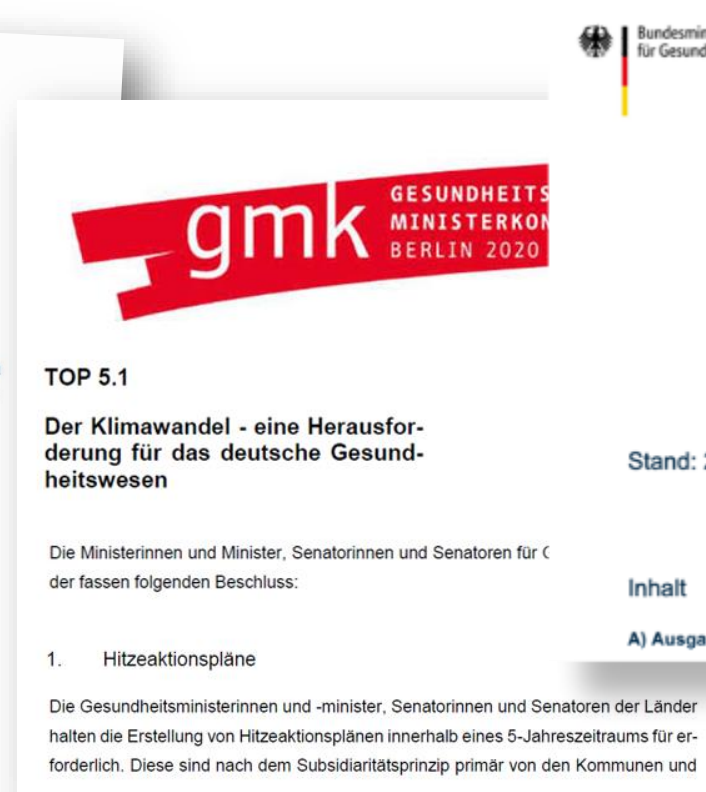 gmk
GESUNDHEITS
MINISTERKON
BERLIN 2020
TOP 5.1
Der Klimawandel - eine Herausfor-
derung für das deutsche Gesund-
heitswesen
Die Ministerinnen und Minister, Senatorinnen und Senatoren für
der fassen folgenden Beschluss:
1. Hitzeaktionspläne
Die Gesundheitsministerinnen und -minister, Senatorinnen und Senatoren der Länder
halten die Erstellung von Hitzeaktionsplänen innerhalb eines 5-Jahreszeitraums für er-
forderlich. Diese sind nach dem Subsidiaritätsprinzip primär von den Kommunen und
Bundesmin
für Gesund
Stand:
Inhalt
A) Ausga